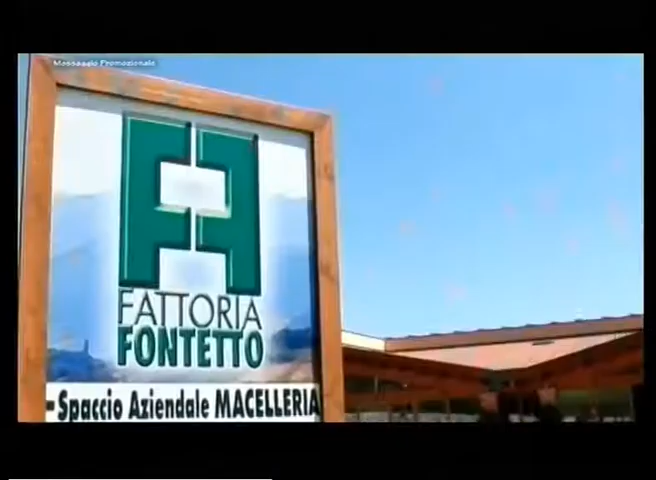 Messaggio Promozionale
FATTORIA
FONTETTO
Spaccio Aziendale MACELLERIA